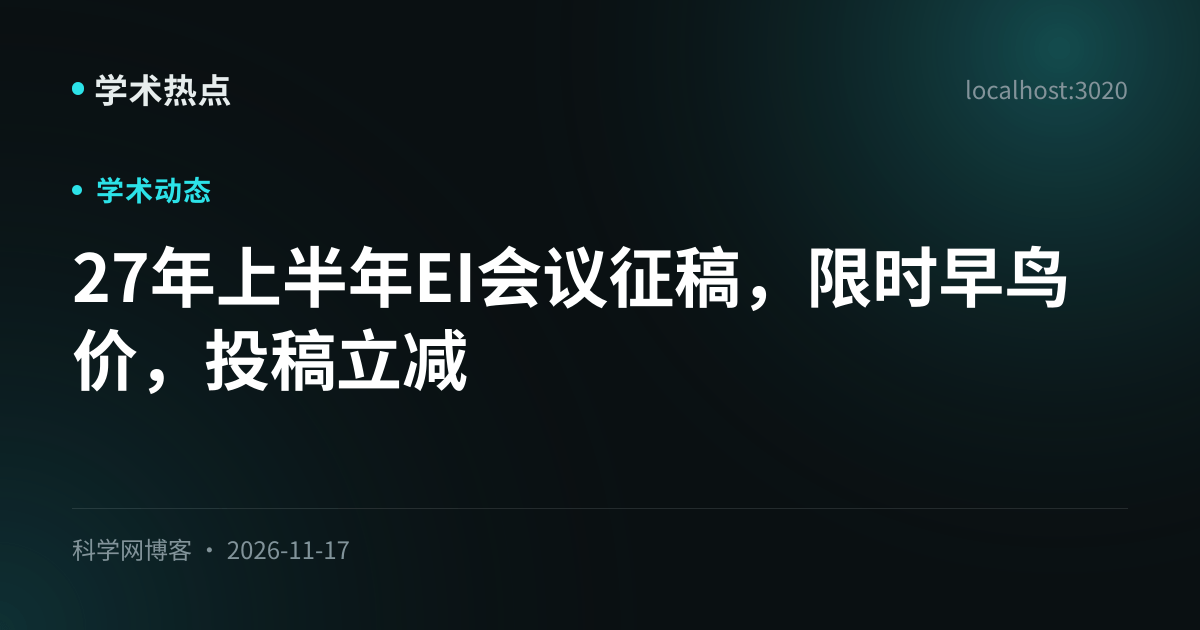 学术热点
localhost:3020
学术动态
27年上半年EI会议征稿，限时早鸟
价，投稿立减
科学网博客 · 2026-11-17